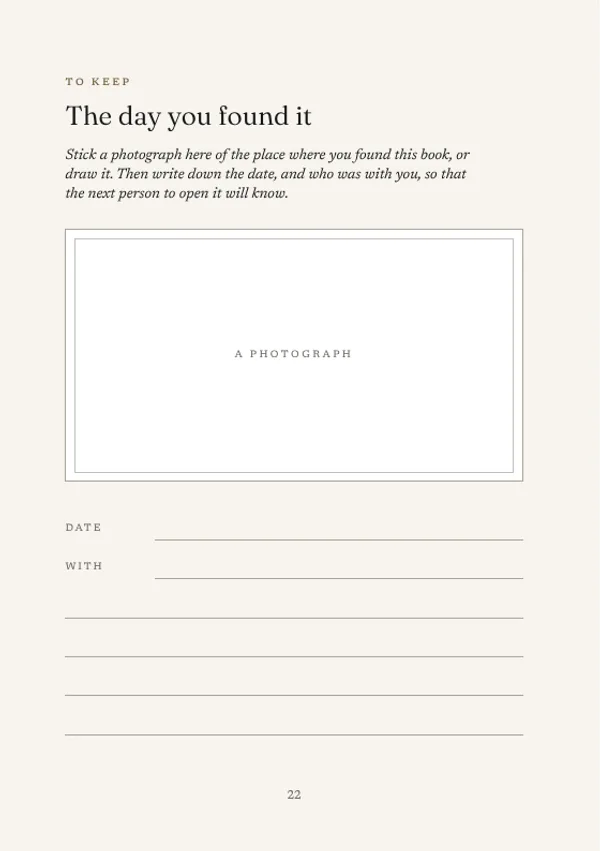 TO KEEP
The day you found it
Stick a photograph here of the place where you found this book, or
draw it. Then write down the date, and who was with you, so that
the next person to open it will know.
A PHOTOGRAPH
DATE
WITH
22